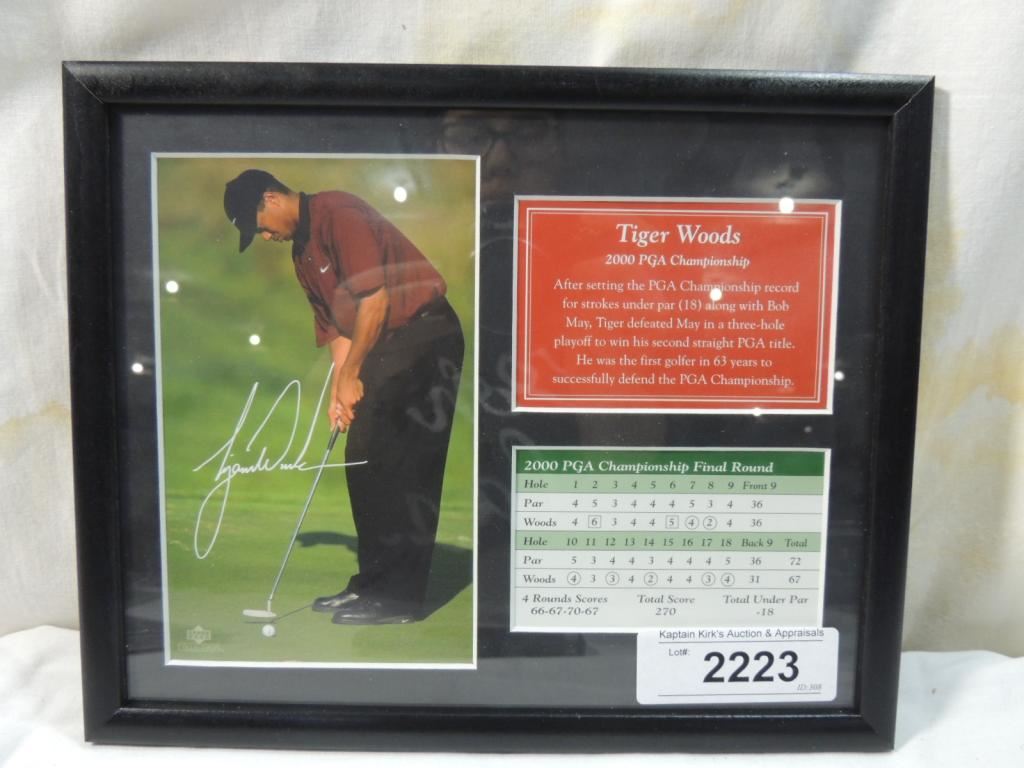 Tiger Woods
2000 PGA Championship
After setting the PGA Championship record
for strokes under par (18) along with Bob
May, Tiger defeated May in a three-hole
playoff to win his second straight PGA title.
He was the first golfer in 63 years to
successfully defend the PGA Championship.
Tiger Woods
2000 PGA Championship Final Round
Hole 1 2 3 4 5 6 7 8 9 Front 9
Par 4 5 3 4 4 4 5 3 4 36
Woods 4 6 3 4 4 5 4 2 4 36
Hole 10 11 12 13 14 15 16 17 18 Back 9 Total
Par 5 3 4 4 3 4 4 4 5 36 72
Woods 4 3 3 4 2 4 4 3 4 31 67
4 Rounds Scores Total Score Total Under Par
66-67-70-67 270 -18
Kaptain Kirk's Auction & Appraisals
Lot#: 2223
ID:308